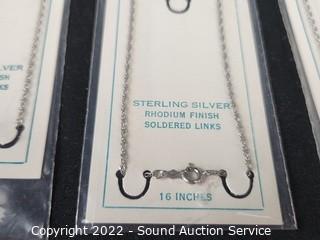 STERLING SILVER
RHODIUM FINISH
SOLDERED LINKS
16 INCHES
Copyright 2022 - Sound Auction Service